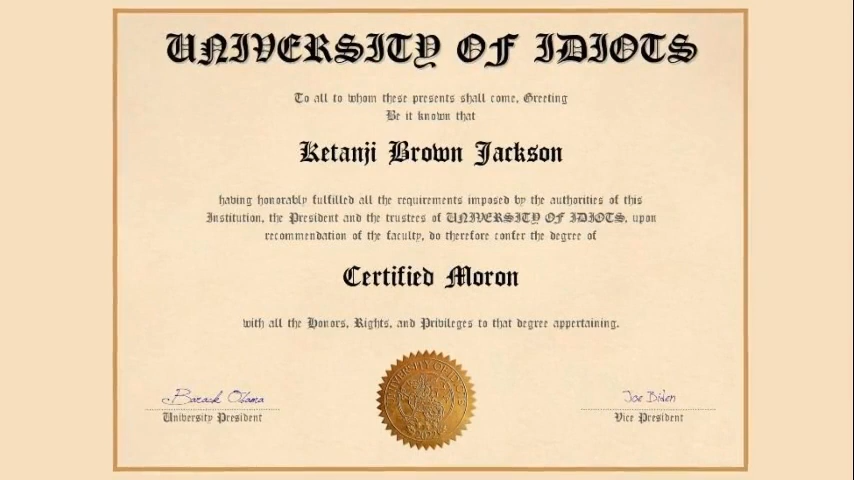 UNIVERSITY OF IDIOTS
To all to whom these presents shall come, Greeting
Be it known that
Ketanji Brown Jackson
having honorably fulfilled all the requirements imposed by the authorities of this
Institution, the President and the trustees of UNIVERSITY OF IDIOTS, upon
recommendation of the faculty, do therefore confer the degree of
Certified Moron
with all the Honors, Rights, and Privileges to that degree appertaining.
Barack Obama
University President
Joe Biden
Vice President